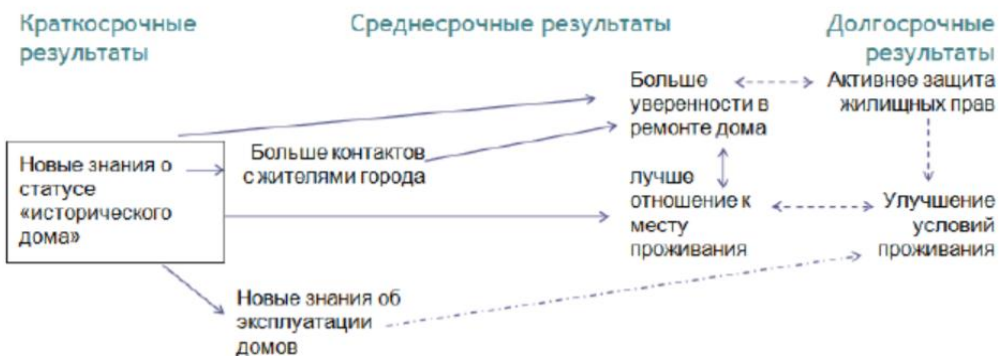 Краткосрочные
результаты
Среднесрочные результаты
Долгосрочные
результаты
Новые знания о
статусе
«исторического
дома»
Больше контактов
с жителями города
Новые знания об
эксплуатации
домов
Больше
уверенности в
ремонте дома
лучше
отношение к
месту
проживания
Активнее защита
жилищных прав
Улучшение
условий
проживания